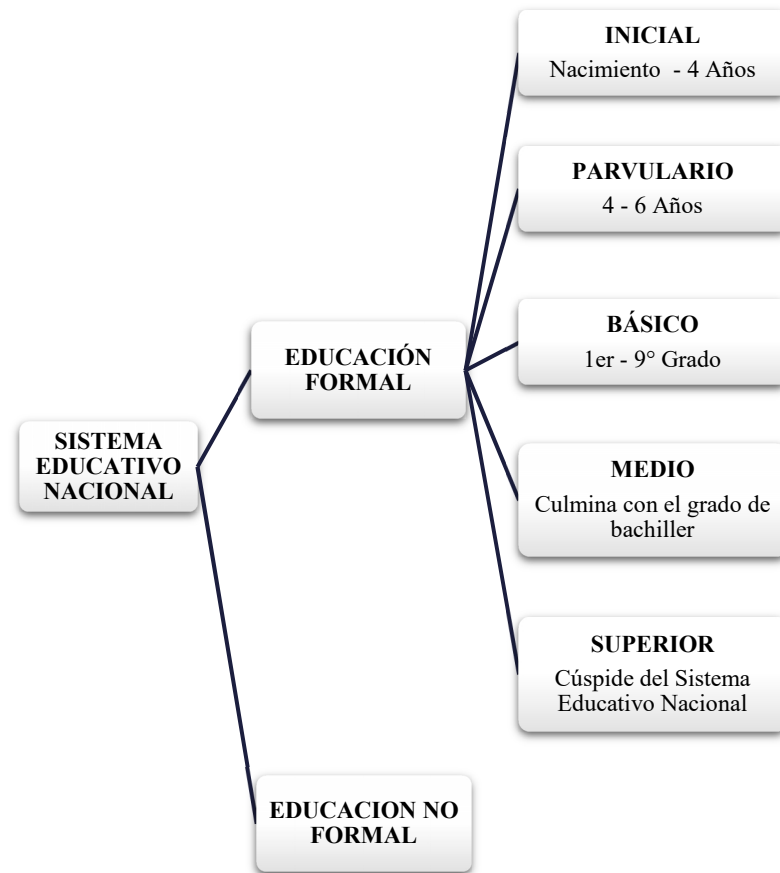 SISTEMA
EDUCATIVO
NACIONAL
EDUCACIÓN
FORMAL
INICIAL
Nacimiento - 4 Años
PARVULARIO
4 - 6 Años
BÁSICO
1er - 9° Grado
MEDIO
Culmina con el grado de
bachiller
SUPERIOR
Cúspide del Sistema
Educativo Nacional
EDUCACION NO
FORMAL